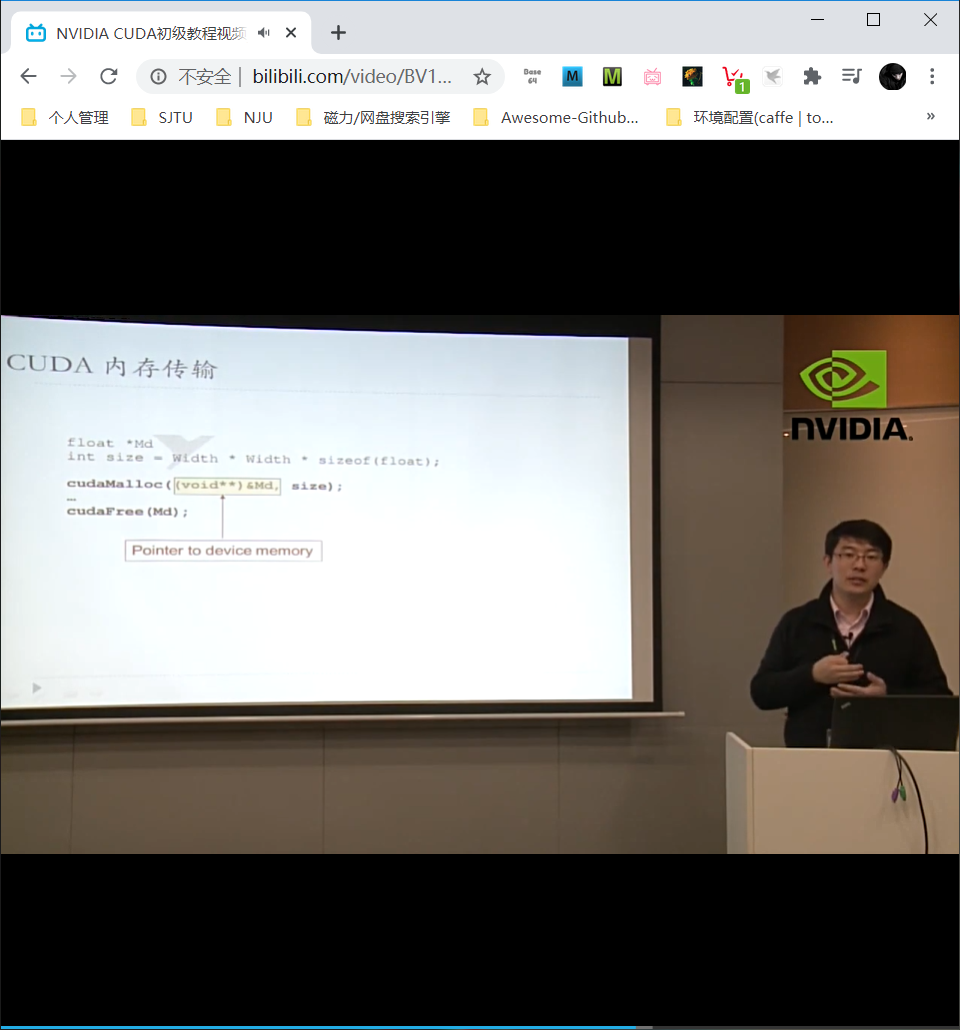 NVIDIA CUDA初级教程视频
不安全 | bilibili.com/video/BV1...
Base 64
M
M
1
个人管理
SJTU
NJU
磁力/网盘搜索引擎
Awesome-Github...
环境配置(caffe | to...
»
CUDA 内存传输
float *Md
int size = Width * Width * sizeof(float);
cudaMalloc((void**)&Md, size);
…
cudaFree(Md);
Pointer to device memory
NVIDIA.